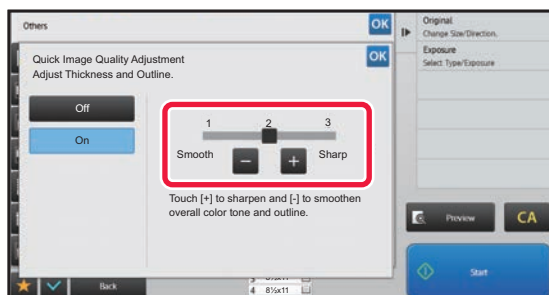 Others
OK
Quick Image Quality Adjustment
Adjust Thickness and Outline.
OK
Off
On
1 2 3
Smooth - + Sharp
Touch [+] to sharpen and [-] to smoothen
overall color tone and outline.
Back
4 8½x11
Original
Change Size/Direction.
Exposure
Select Type/Exposure
Preview
CA
Start